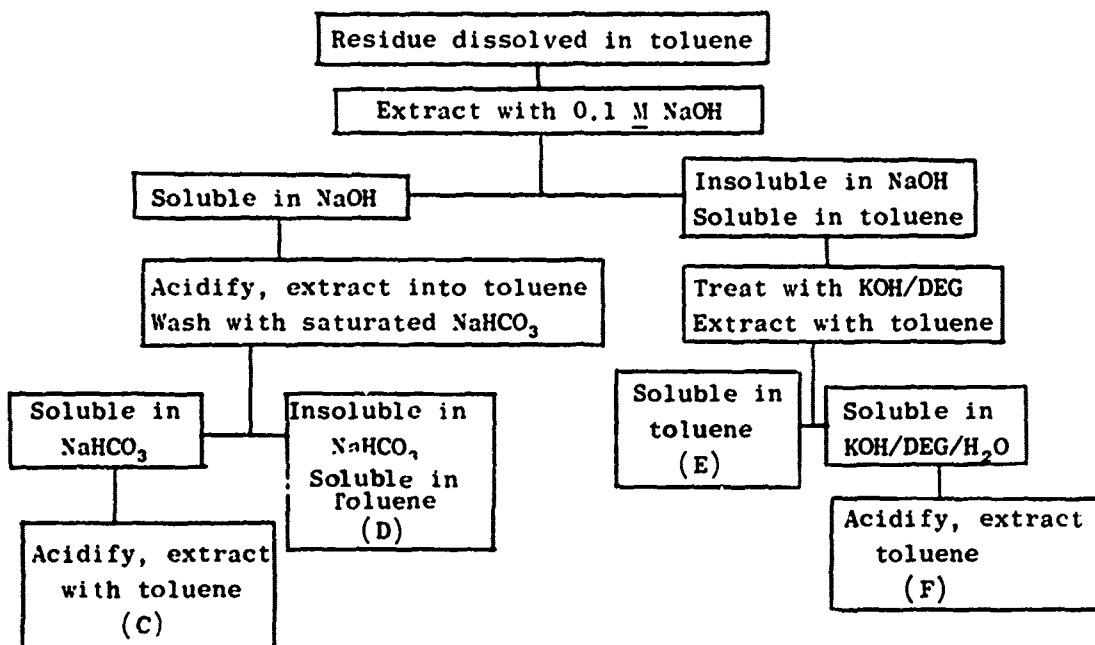 Residue dissolved in toluene
Extract with 0.1 M NaOH
Soluble in NaOH
Insoluble in NaOH
Soluble in toluene
Acidify, extract into toluene
Wash with saturated NaHCO₃
Treat with KOH/DEG
Extract with toluene
Soluble in
NaHCO₃
Insoluble in
NaHCO₃
Soluble in
Toluene
(D)
Soluble in
toluene
(E)
Soluble in
KOH/DEG/H₂O
Acidify, extract
with toluene
(C)
Acidify, extract
toluene
(F)